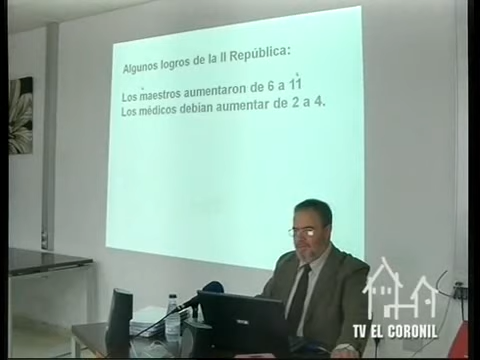 Algunos logros de la II República:
Los maestros aumentaron de 6 a 11
Los médicos debían aumentar de 2 a 4.
TV EL CORONIL